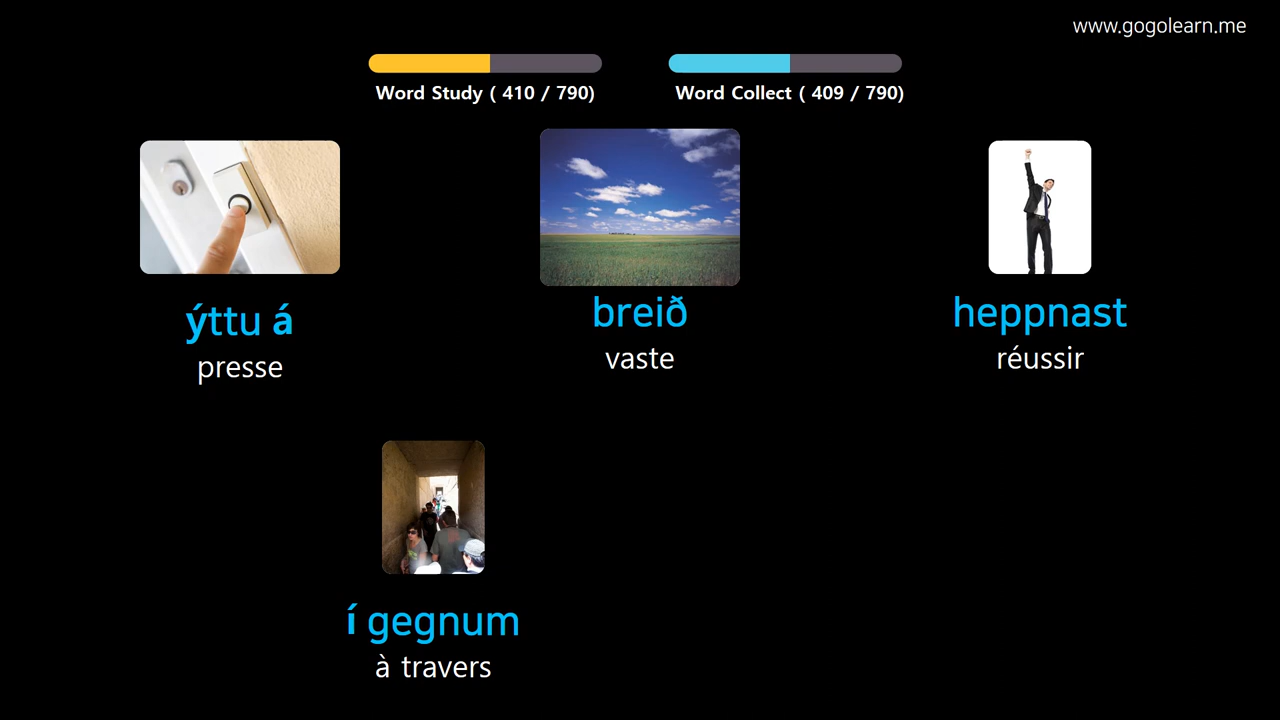 www.gogolearn.me
Word Study ( 410 / 790)
Word Collect ( 409 / 790)
ýttu á
presse
breið
vaste
heppnast
réussir
í gegnum
à travers